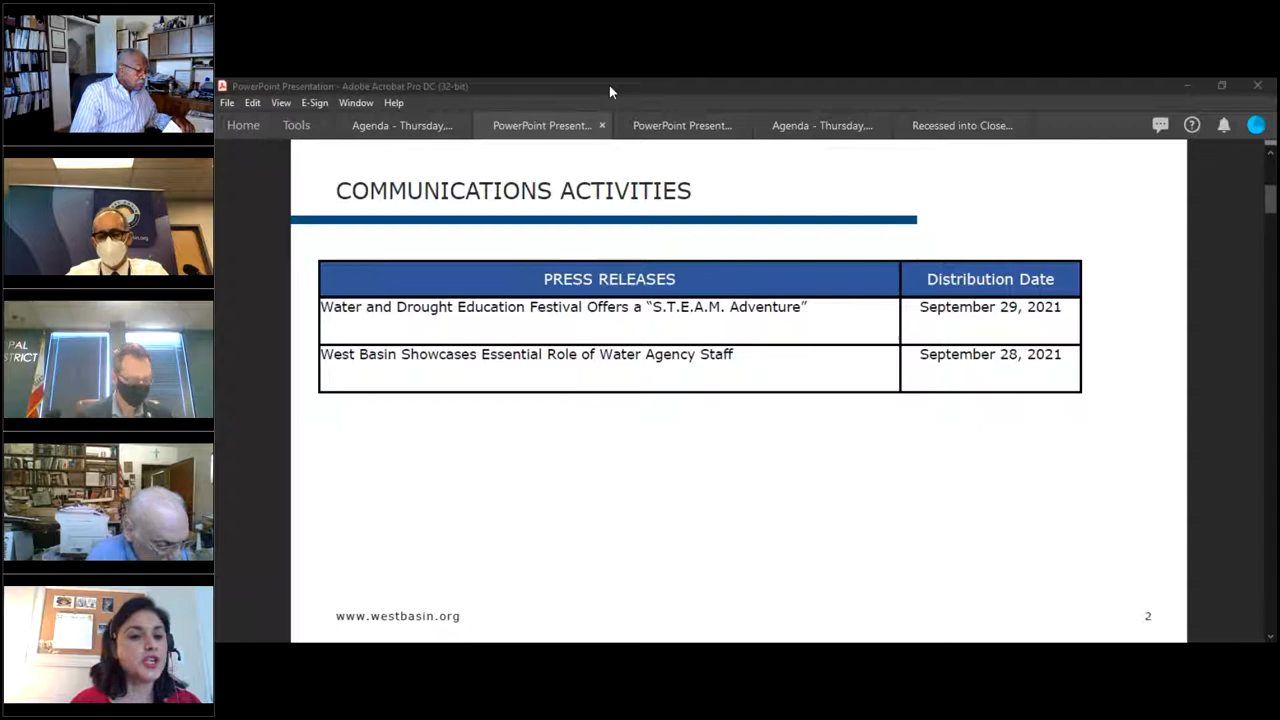 PowerPoint Presentation - Adobe Acrobat Pro DC (32-bit)
File Edit View E-Sign Window Help
Home Tools Agenda - Thursday,... PowerPoint Present... × PowerPoint Present... Agenda - Thursday,... Recessed into Close...
COMMUNICATIONS ACTIVITIES
PRESS RELEASES Distribution Date
Water and Drought Education Festival Offers a “S.T.E.A.M. Adventure” September 29, 2021
West Basin Showcases Essential Role of Water Agency Staff September 28, 2021
www.westbasin.org 2
PAL
STRICT